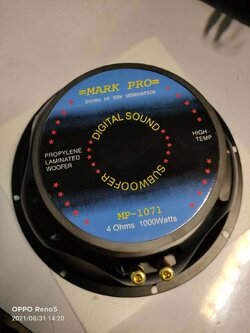 =MARK PRO=
SOUND OF NEW GENERATION
DIGITAL SOUND
PROPYLENE
LAMINATED
WOOFER
HIGH
TEMP
SUBWOOFER
MP-1071
4 Ohms 1000Watts
OPPO Reno5
2021/08/31 14:20